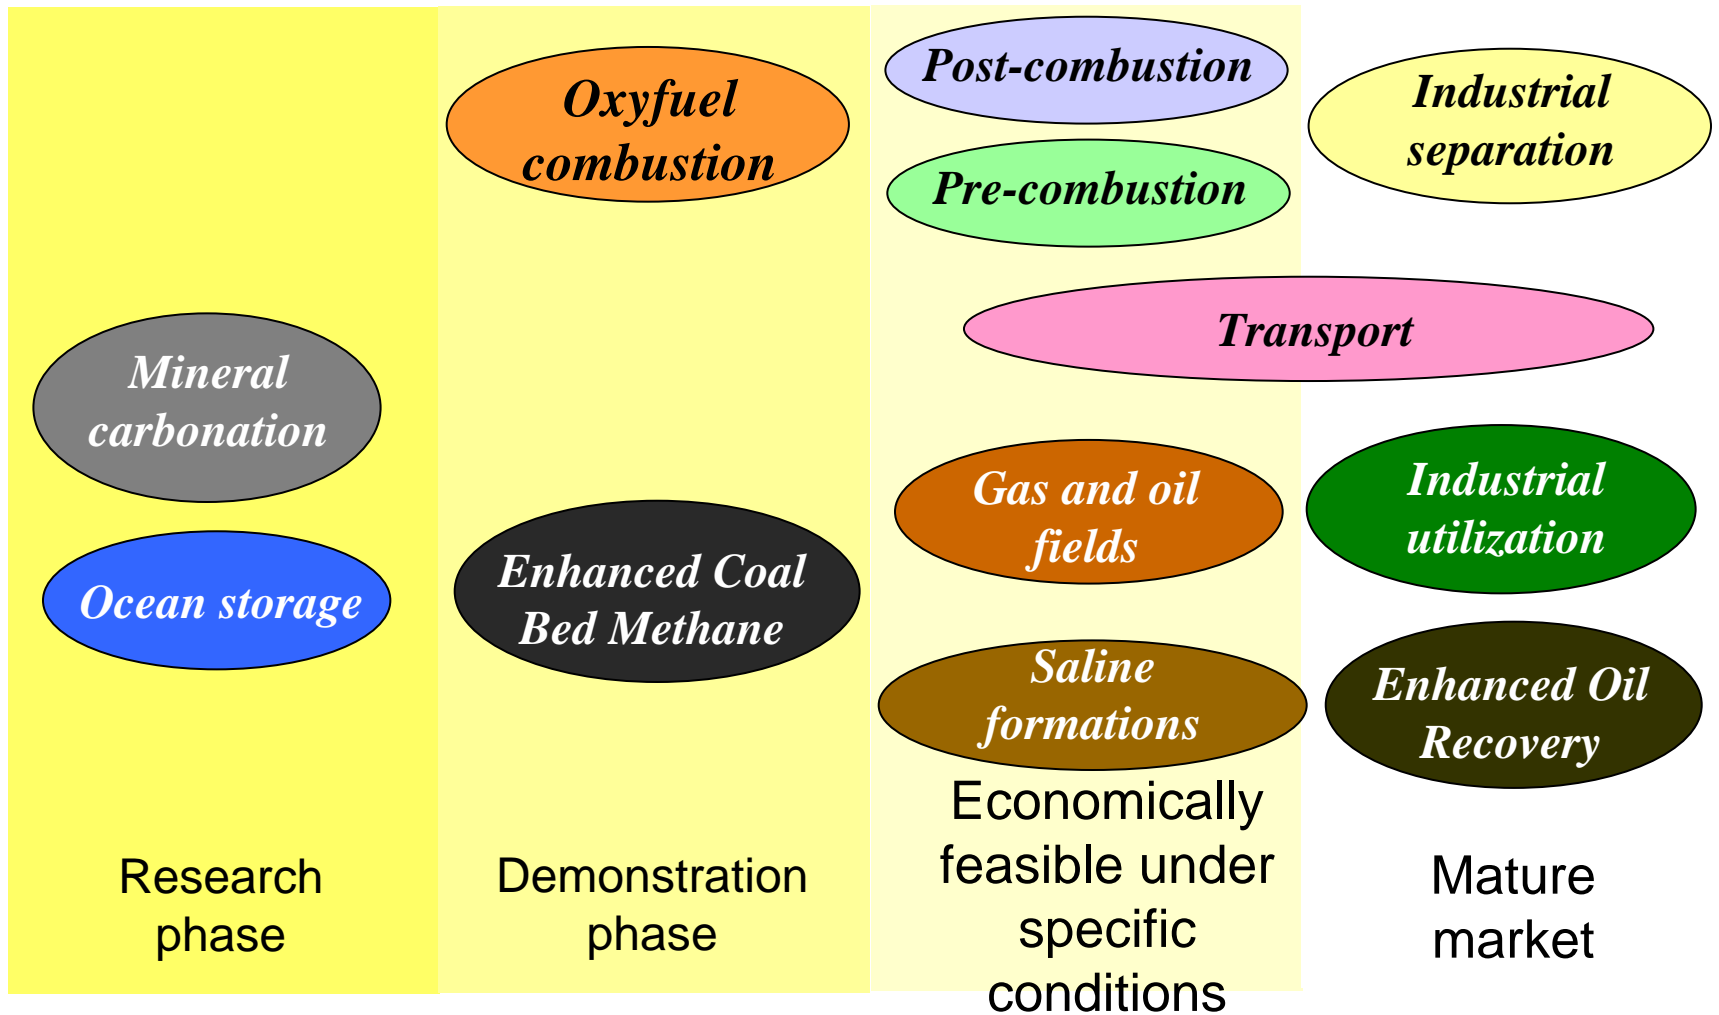 Oxyfuel
combustion
Post-combustion
Pre-combustion
Industrial
separation
Transport
Mineral
carbonation
Ocean storage
Enhanced Coal
Bed Methane
Gas and oil
fields
Saline
formations
Industrial
utilization
Enhanced Oil
Recovery
Research
phase
Demonstration
phase
Economically
feasible under
specific
conditions
Mature
market